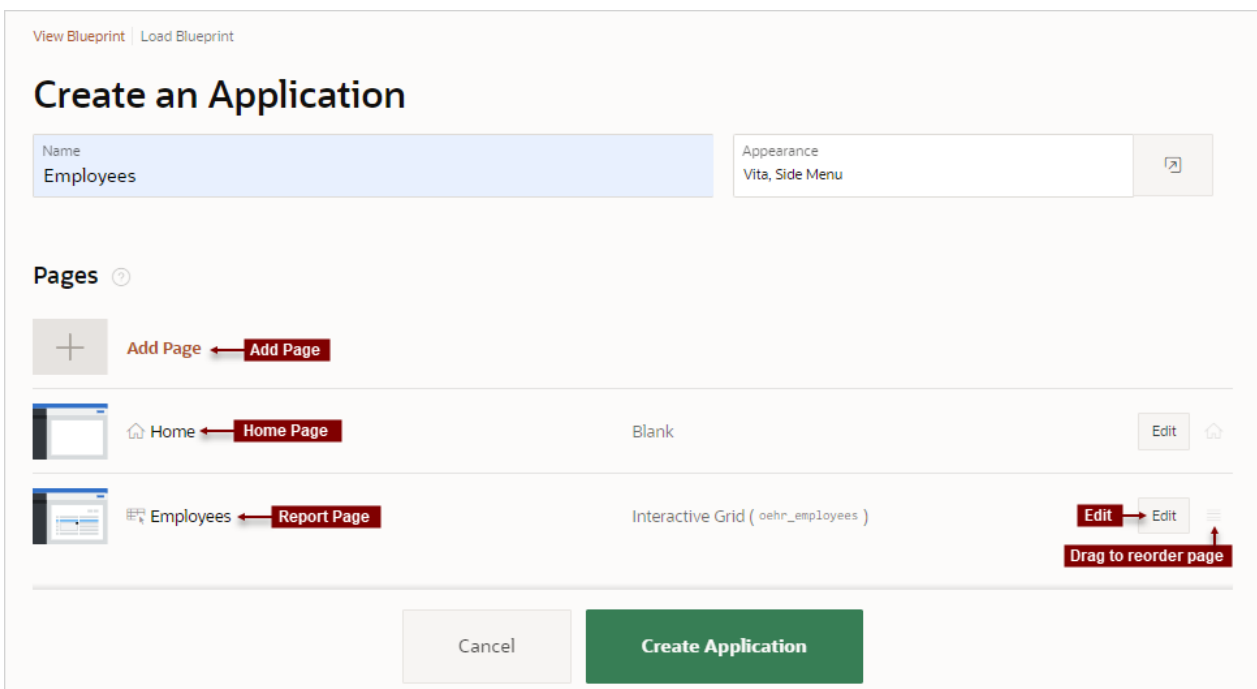 View Blueprint Load Blueprint
Create an Application
Name
Employees
Appearance
Vita, Side Menu
Pages ?
Add Page Add Page
Home Home Page Blank Edit
Employees Report Page Interactive Grid ( oehr_employees ) Edit Edit
Drag to reorder page
Cancel Create Application